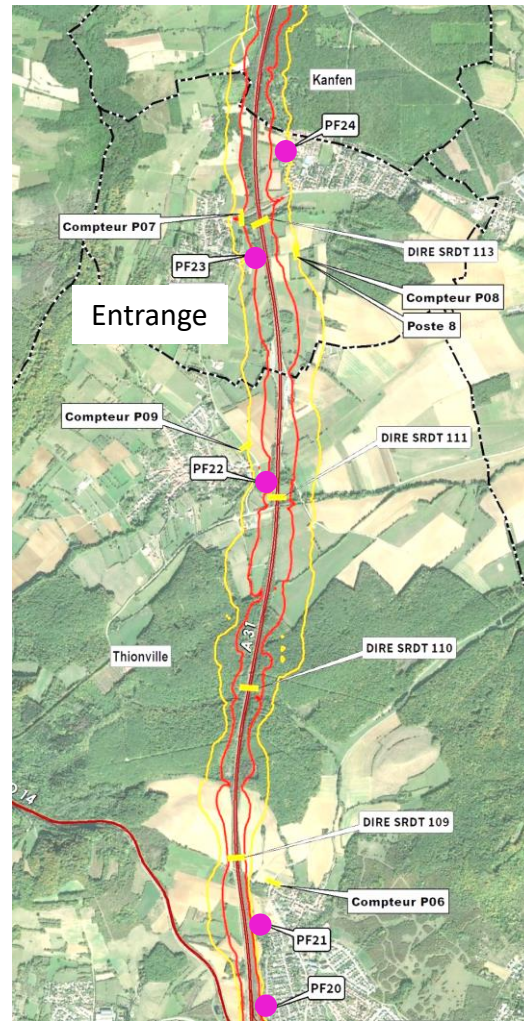 Kanfen
PF24
Compteur P07
DIRE SRDT 113
PF23
Compteur P08
Entrange
Poste 8
Compteur P09
DIRE SRDT 111
PF22
A 31
Thionville
DIRE SRDT 110
D 14
DIRE SRDT 109
Compteur P06
PF21
PF20